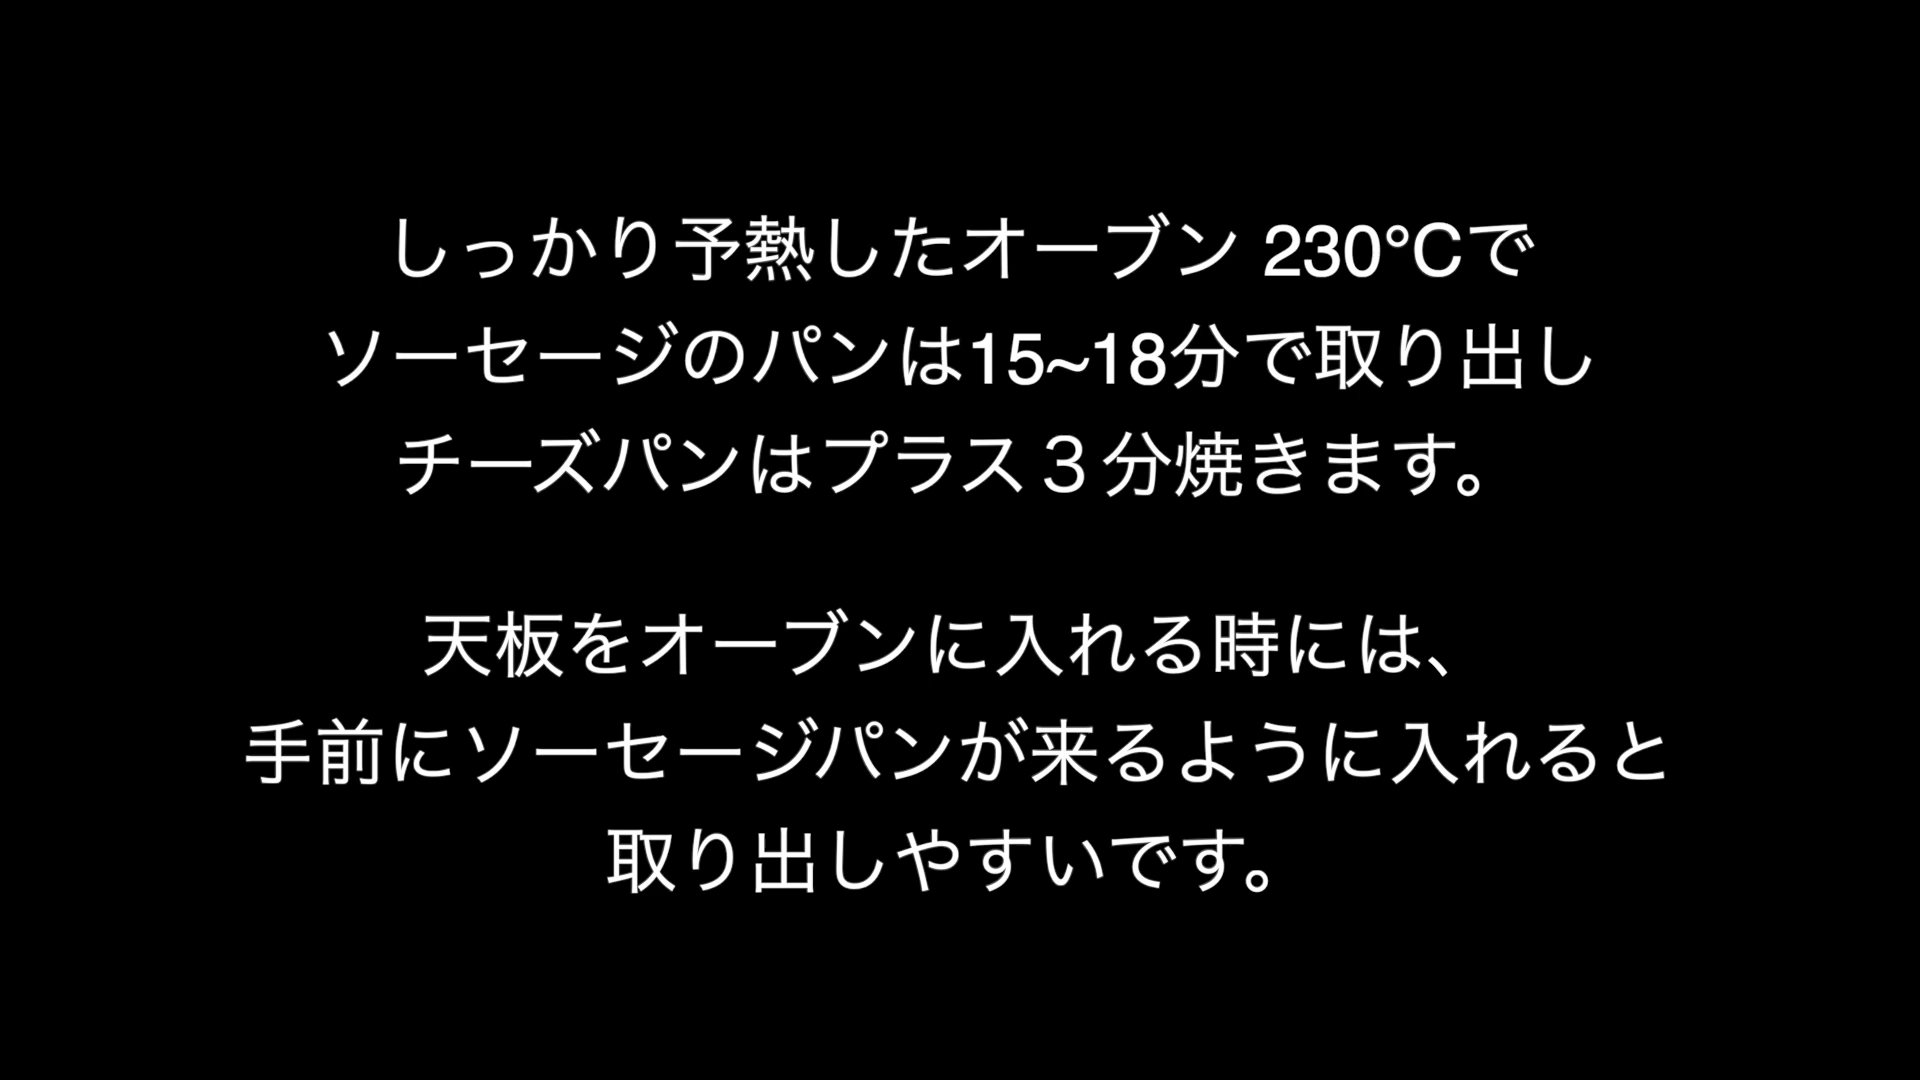 しっかり予熱したオーブン 230℃で
ソーセージのパンは15~18分で取り出し
チーズパンはプラス３分焼きます。
天板をオーブンに入れる時には、
手前にソーセージパンが来るように入れると
取り出しやすいです。